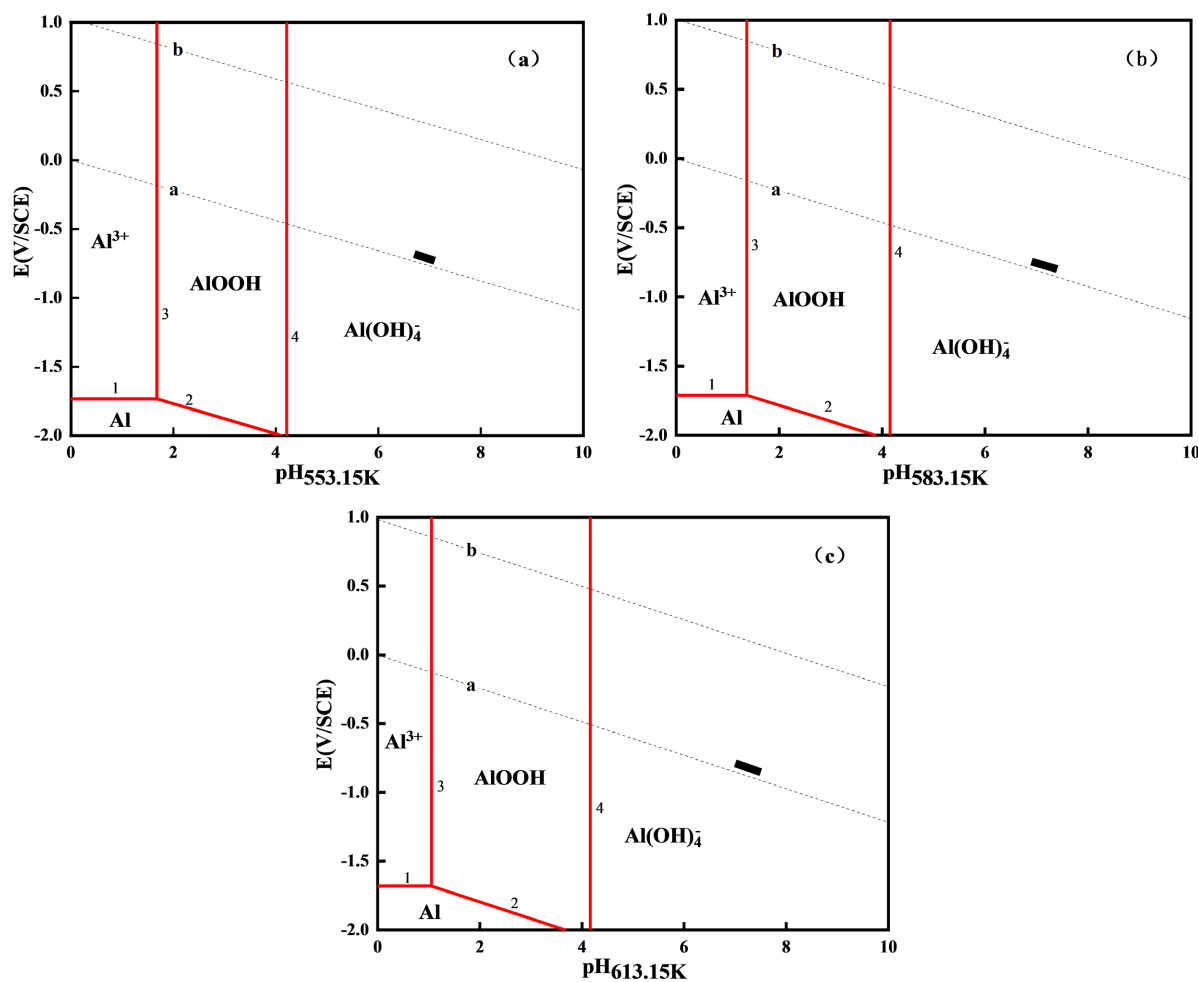 (a)
1.0
0.5
0.0
-0.5
-1.0
-1.5
-2.0
E(V/SCE)
b
a
Al³⁺
AlOOH
Al(OH)₄⁻
3
4
1
2
Al
0 2 4 6 8 10
pH553.15K
(b)
1.0
0.5
0.0
-0.5
-1.0
-1.5
-2.0
E(V/SCE)
b
a
3
4
Al³⁺
AlOOH
Al(OH)₄⁻
1
2
Al
0 2 4 6 8 10
pH583.15K
(c)
1.0
0.5
0.0
-0.5
-1.0
-1.5
-2.0
E(V/SCE)
b
a
Al³⁺
AlOOH
3
4
Al(OH)₄⁻
1
2
Al
0 2 4 6 8 10
pH613.15K